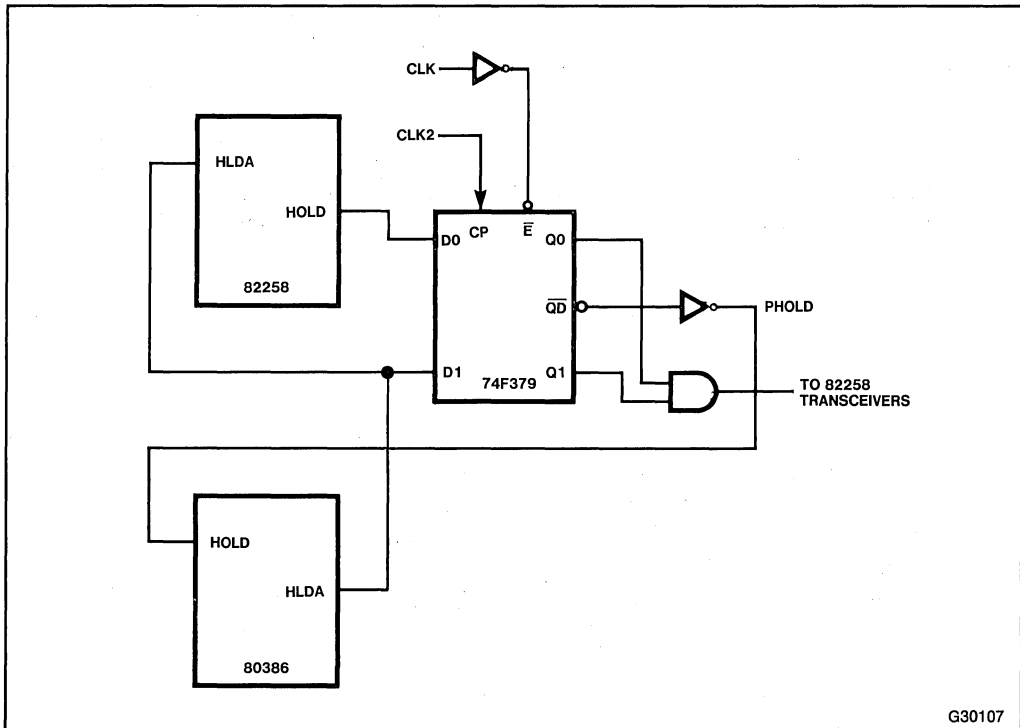 CLK
CLK2
HLDA
HOLD
82258
D0
CP
E̅
Q0
Q̅D̅
PHOLD
D1
74F379
Q1
TO 82258
TRANSCEIVERS
HOLD
HLDA
80386
G30107